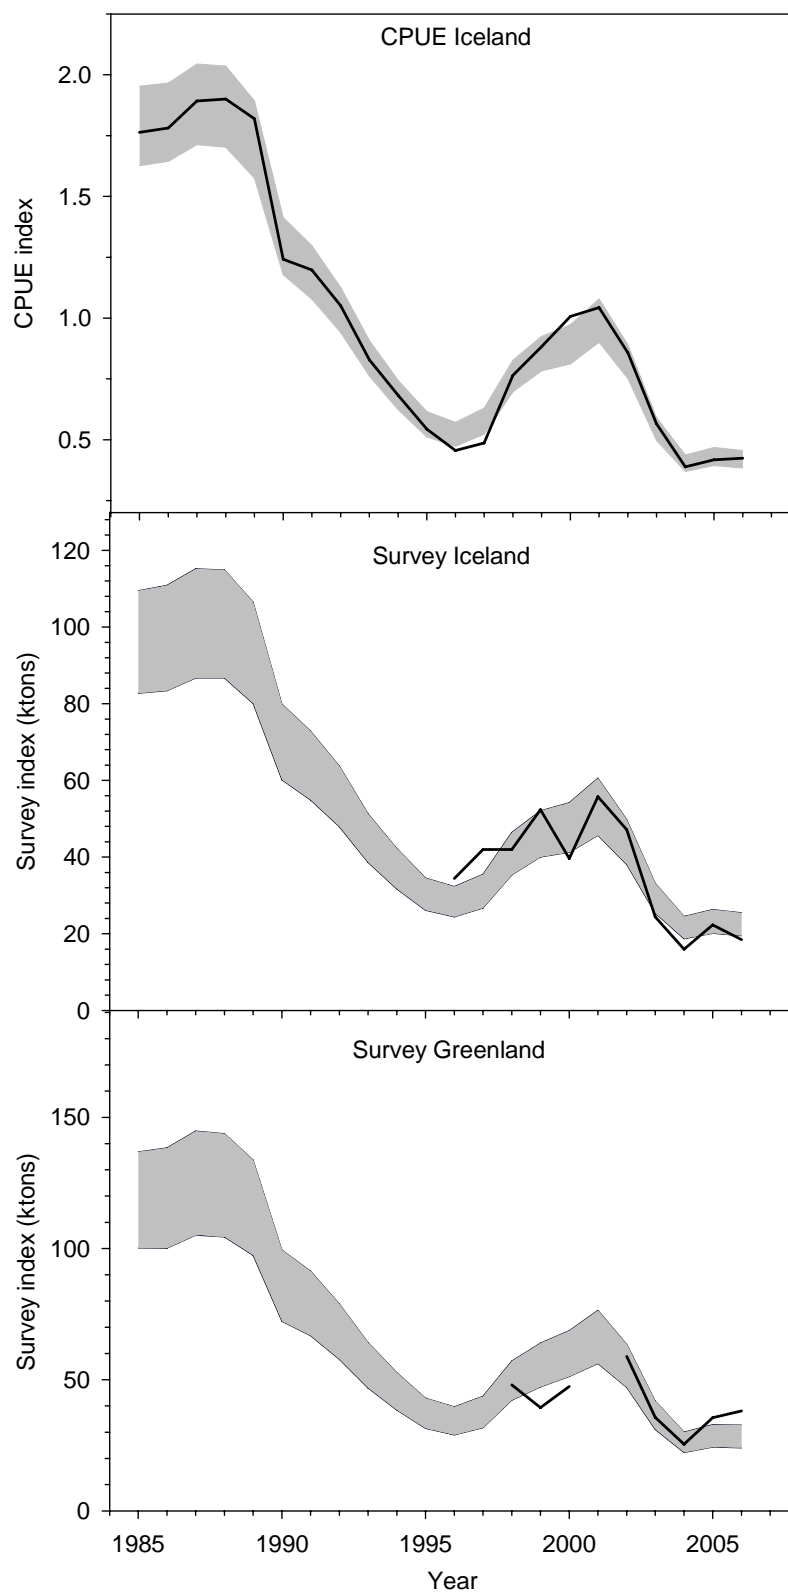 CPUE Iceland
CPUE index
2.0
1.5
1.0
0.5
Survey Iceland
Survey index (ktons)
120
100
80
60
40
20
0
Survey Greenland
Survey index (ktons)
150
100
50
0
1985 1990 1995 2000 2005
Year